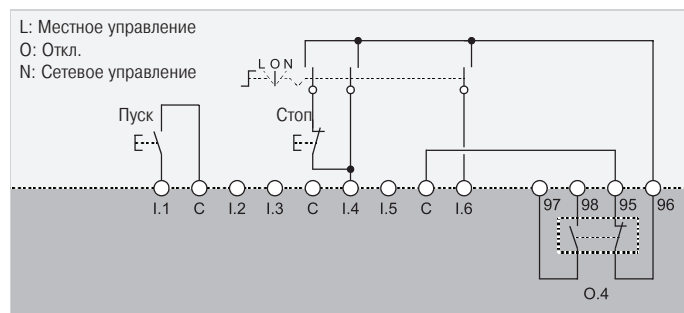 L: Местное управление
O: Откл.
N: Сетевое управление
L O N
Пуск
Стоп
I.1 C I.2 I.3 C I.4 I.5 C I.6 97 98 95 96
O.4